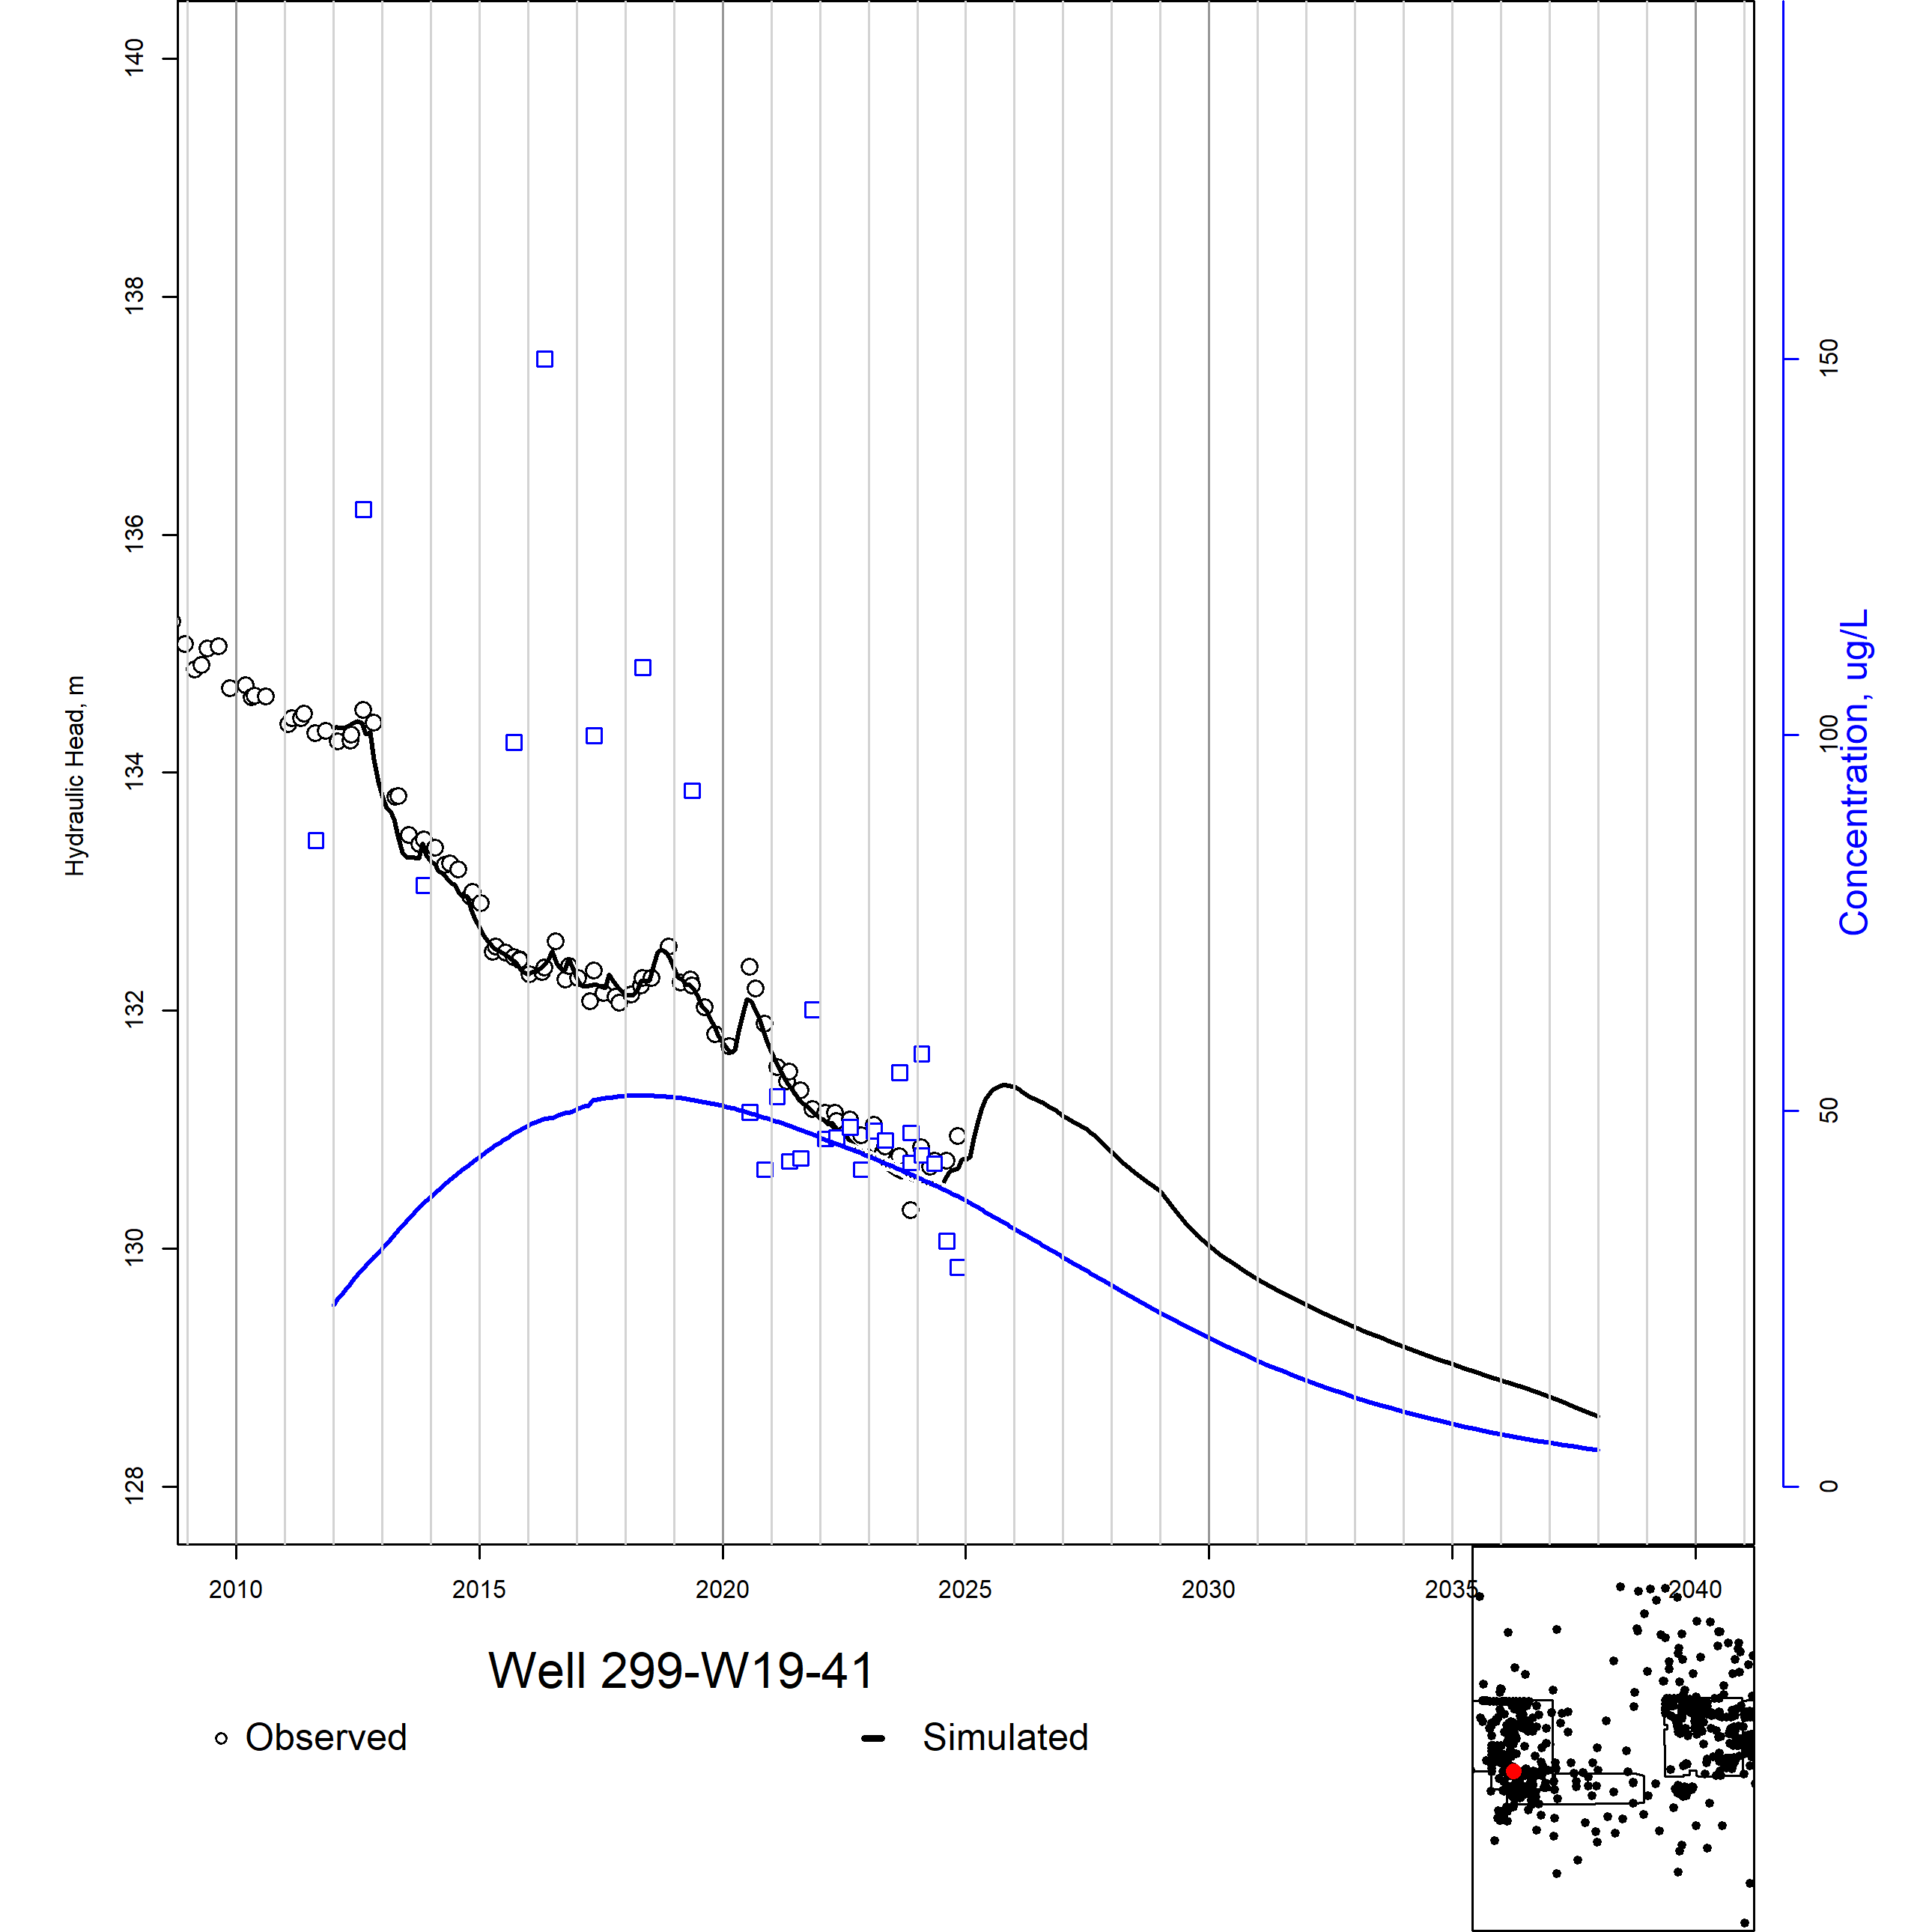 140
138
136
134
132
130
128
Hydraulic Head, m
150
100
50
0
Concentration, ug/L
2010 2015 2020 2025 2030 2035 2040
Well 299-W19-41
Observed Simulated